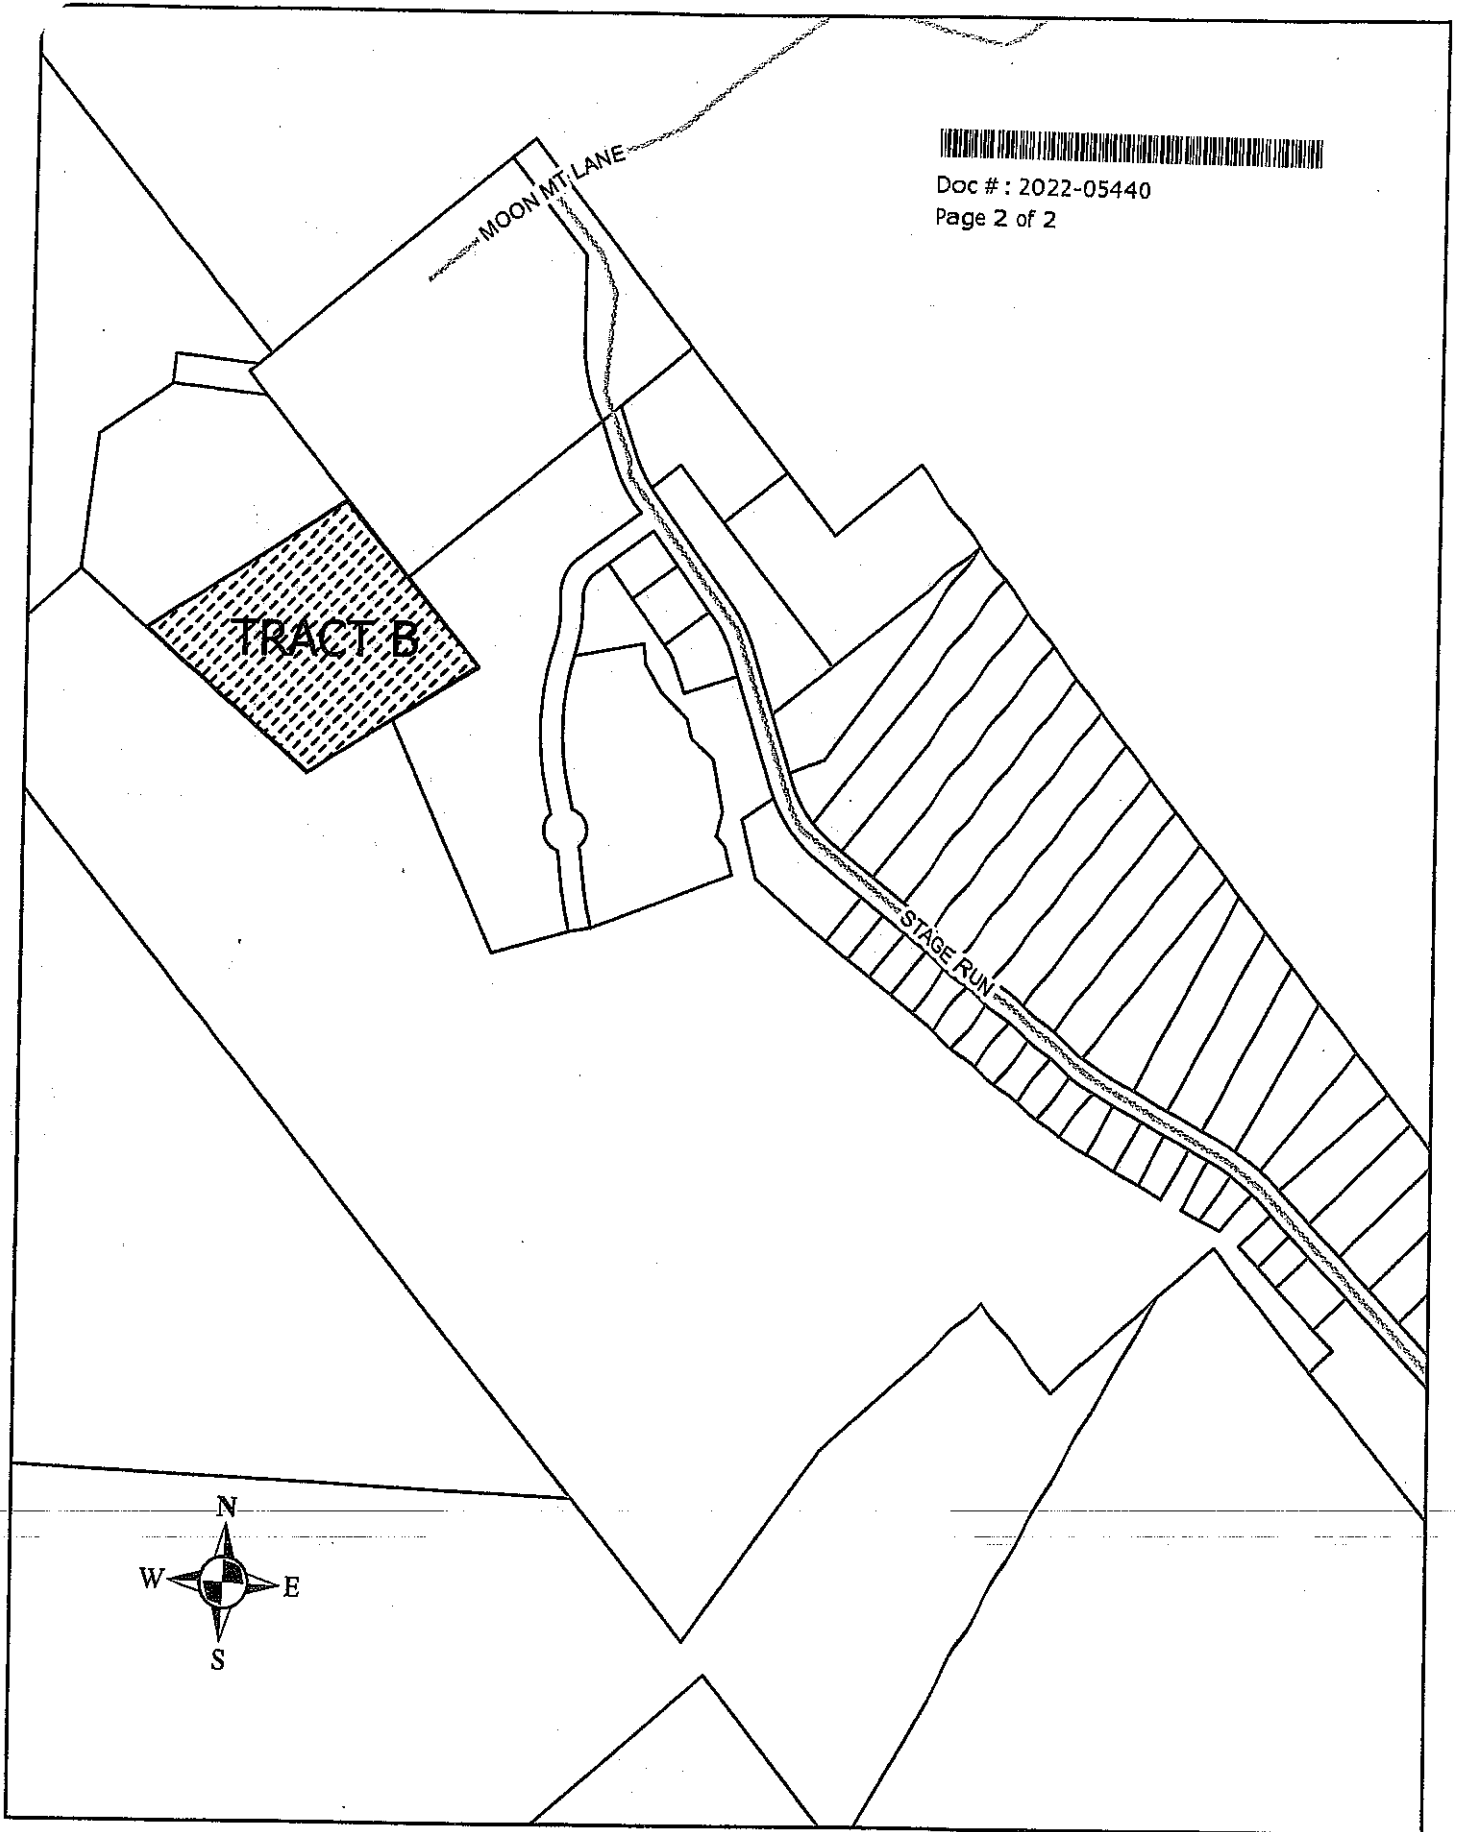 MOON MT LANE
Doc # : 2022-05440
Page 2 of 2
TRACT B
STAGE RUN
N
W E
S